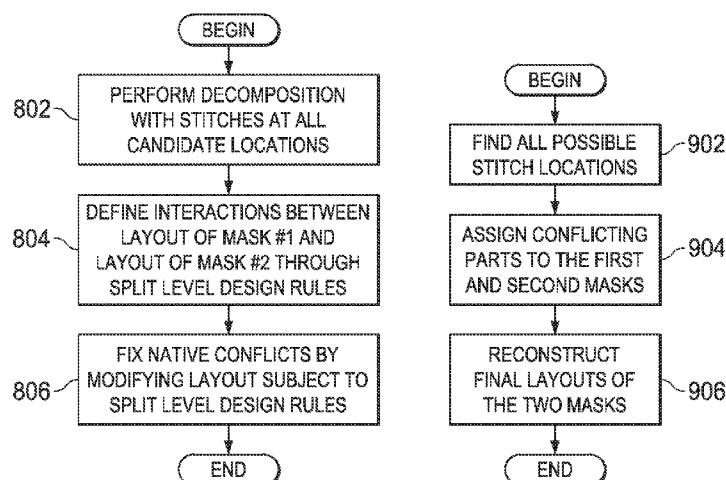 BEGIN
802
PERFORM DECOMPOSITION
WITH STITCHES AT ALL
CANDIDATE LOCATIONS
804
DEFINE INTERACTIONS BETWEEN
LAYOUT OF MASK #1 AND
LAYOUT OF MASK #2 THROUGH
SPLIT LEVEL DESIGN RULES
806
FIX NATIVE CONFLICTS BY
MODIFYING LAYOUT SUBJECT TO
SPLIT LEVEL DESIGN RULES
END
BEGIN
FIND ALL POSSIBLE
STITCH LOCATIONS
902
ASSIGN CONFLICTING
PARTS TO THE FIRST
AND SECOND MASKS
904
RECONSTRUCT
FINAL LAYOUTS OF
THE TWO MASKS
906
END